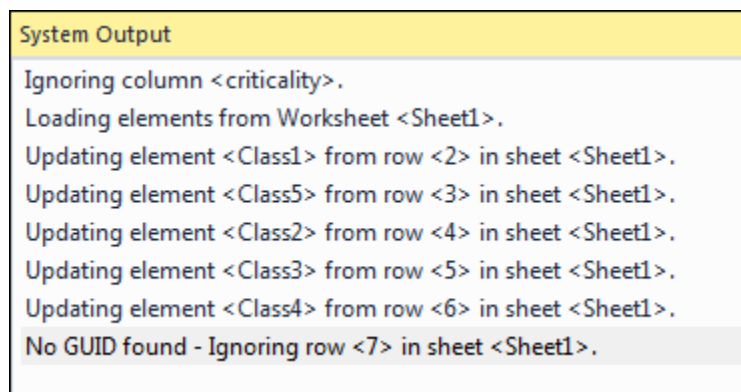 System Output
Ignoring column <criticality>.
Loading elements from Worksheet <Sheet1>.
Updating element <Class1> from row <2> in sheet <Sheet1>.
Updating element <Class5> from row <3> in sheet <Sheet1>.
Updating element <Class2> from row <4> in sheet <Sheet1>.
Updating element <Class3> from row <5> in sheet <Sheet1>.
Updating element <Class4> from row <6> in sheet <Sheet1>.
No GUID found - Ignoring row <7> in sheet <Sheet1>.